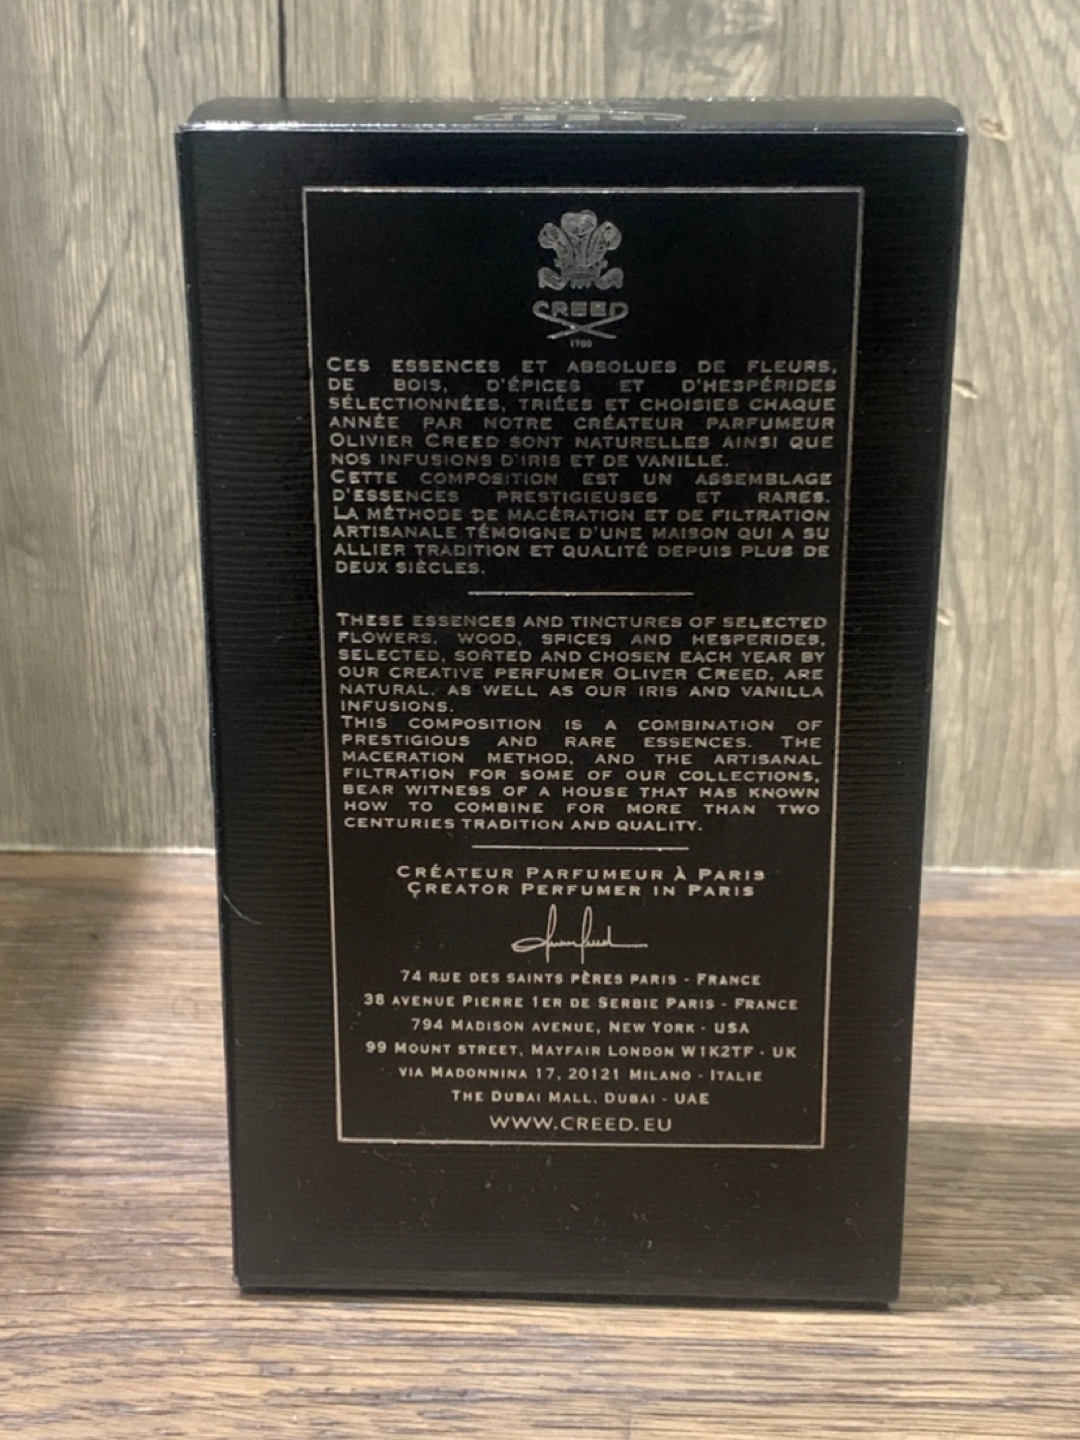 CREED
CES ESSENCES ET ABSOLUES DE FLEURS,
DE BOIS, D'ÉPICES ET D'HESPÉRIDES
SÉLECTIONNÉES, TRIÉES ET CHOISIES CHAQUE
ANNÉE PAR NOTRE CRÉATEUR PARFUMEUR
OLIVIER CREED SONT NATURELLES AINSI QUE
NOS INFUSIONS D'IRIS ET DE VANILLE.
CETTE COMPOSITION EST UN ASSEMBLAGE
D'ESSENCES PRESTIGIEUSES ET RARES.
LA MÉTHODE DE MACÉRATION ET DE FILTRATION
ARTISANALE TÉMOIGNE D'UNE MAISON QUI A SU
ALLIER TRADITION ET QUALITÉ DEPUIS PLUS DE
DEUX SIÈCLES.
THESE ESSENCES AND TINCTURES OF SELECTED
FLOWERS, WOOD, SPICES AND HESPERIDES,
SELECTED, SORTED AND CHOSEN EACH YEAR BY
OUR CREATIVE PERFUMER OLIVER CREED, ARE
NATURAL, AS WELL AS OUR IRIS AND VANILLA
INFUSIONS.
THIS COMPOSITION IS A COMBINATION OF
PRESTIGIOUS AND RARE ESSENCES. THE
MACERATION METHOD, AND THE ARTISANAL
FILTRATION FOR SOME OF OUR COLLECTIONS,
BEAR WITNESS OF A HOUSE THAT HAS KNOWN
HOW TO COMBINE FOR MORE THAN TWO
CENTURIES TRADITION AND QUALITY.
CRÉATEUR PARFUMEUR À PARIS
CREATOR PERFUMER IN PARIS
74 RUE DES SAINTS PÈRES PARIS - FRANCE
38 AVENUE PIERRE 1ER DE SERBIE PARIS - FRANCE
794 MADISON AVENUE, NEW YORK - USA
99 MOUNT STREET, MAYFAIR LONDON W1K2TF - UK
VIA MADONNINA 17, 20121 MILANO - ITALIE
THE DUBAI MALL, DUBAI - UAE
WWW.CREED.EU